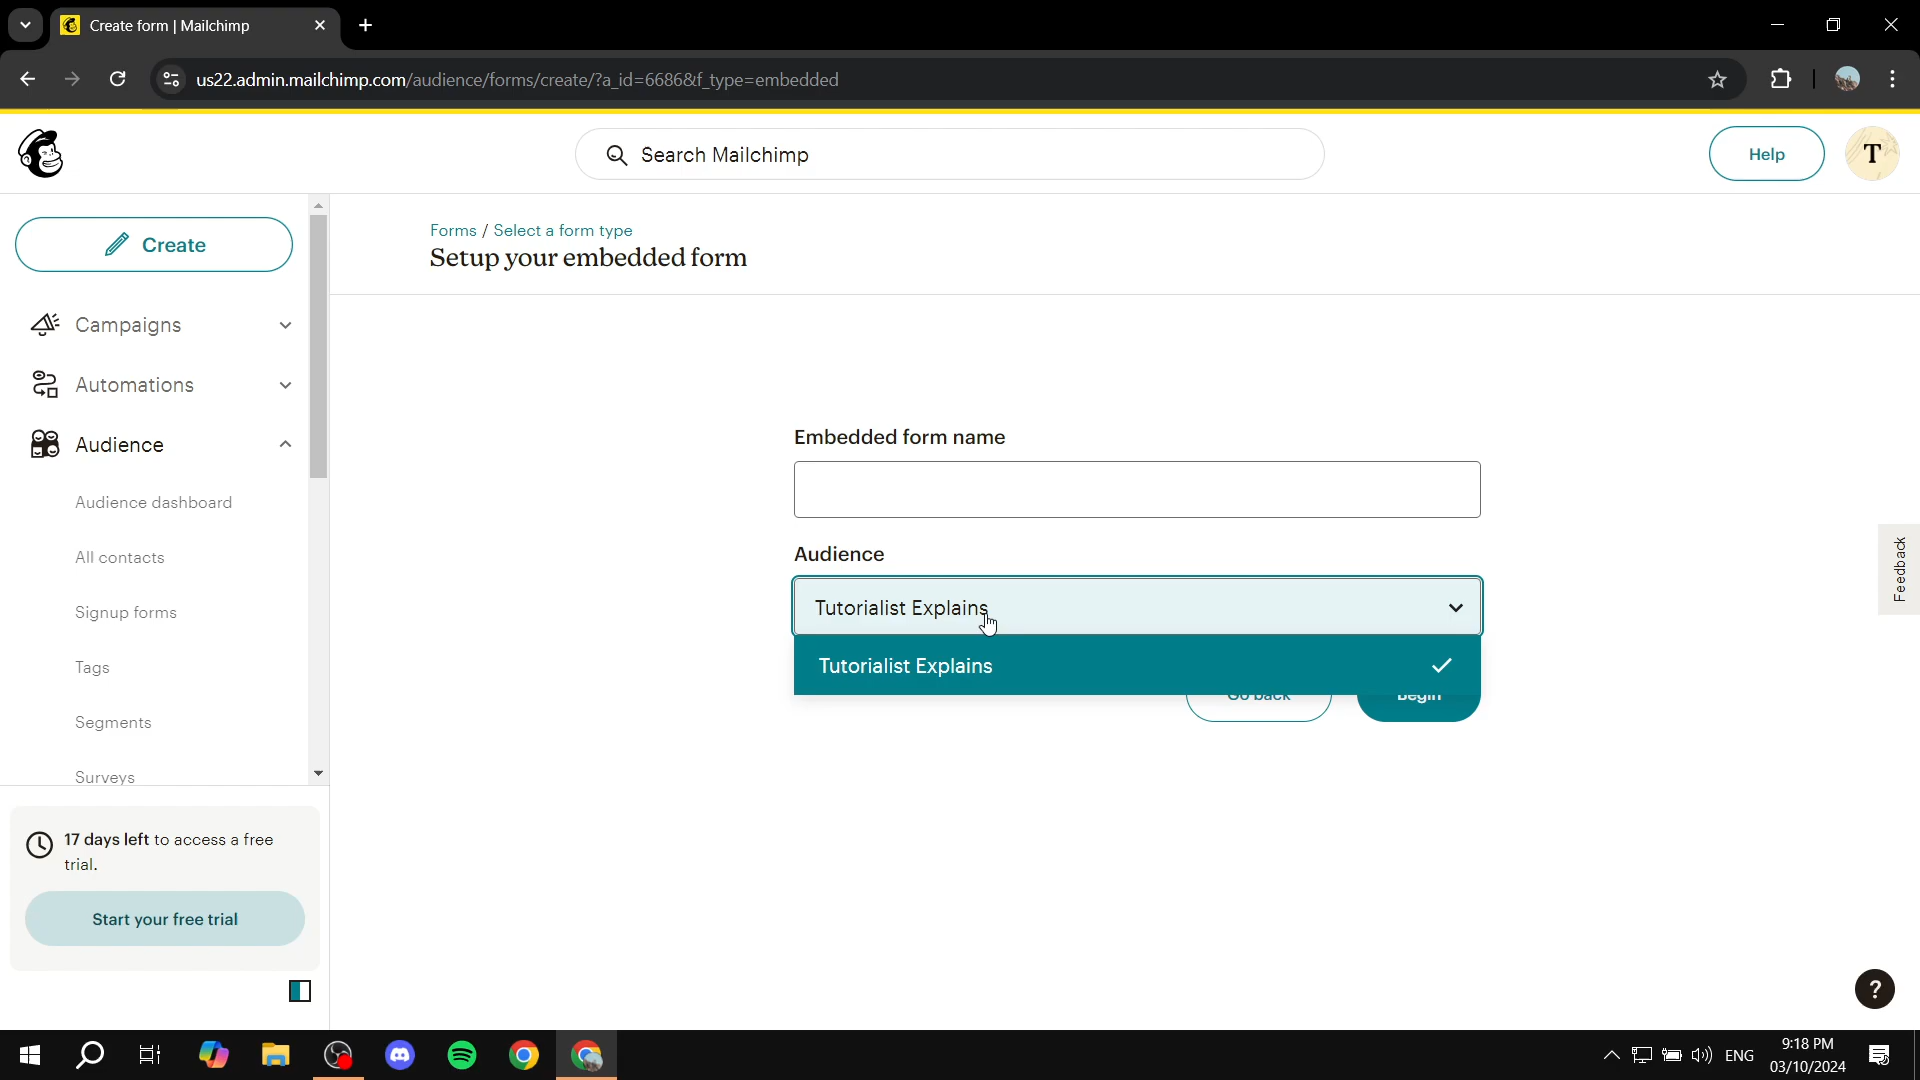 Create form | Mailchimp
us22.admin.mailchimp.com/audience/forms/create/?a_id=6686&f_type=embedded
Search Mailchimp
Help
T
Create
Forms / Select a form type
Setup your embedded form
Campaigns
Automations
Audience
Audience dashboard
All contacts
Signup forms
Tags
Segments
Surveys
Embedded form name
Audience
Tutorialist Explains
Tutorialist Explains
Go back
Begin
Feedback
17 days left to access a free
trial.
Start your free trial
?
ENG
9:18 PM
03/10/2024